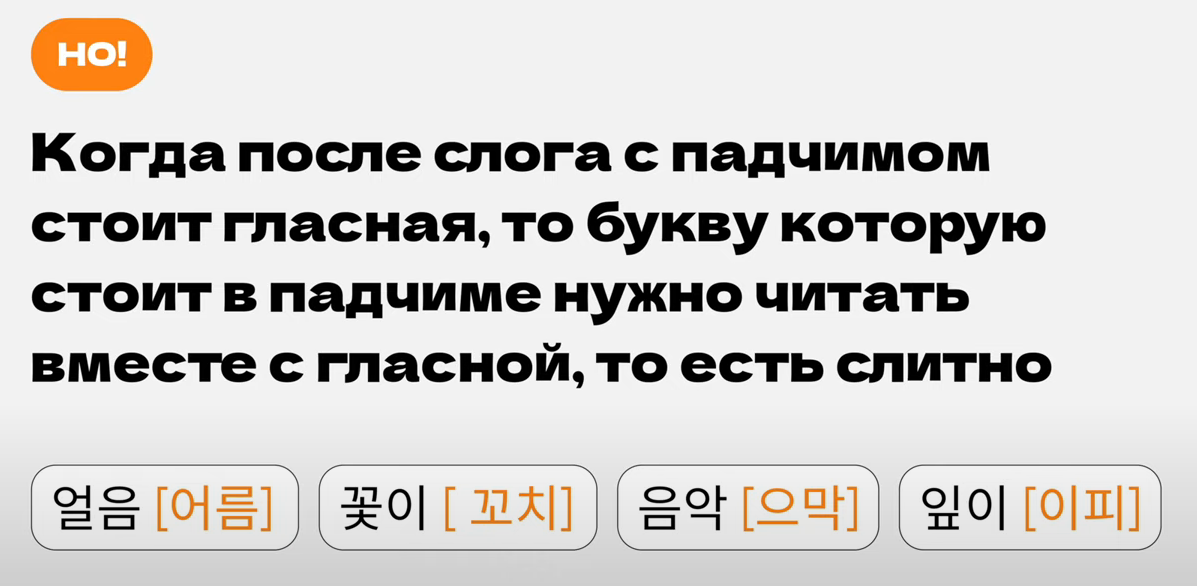 НО!
Когда после слога с падчимом
стоит гласная, то букву которую
стоит в падчиме нужно читать
вместе с гласной, то есть слитно
얼음 [어름] 꽃이 [ 꼬치] 음악 [으막] 잎이 [이피]